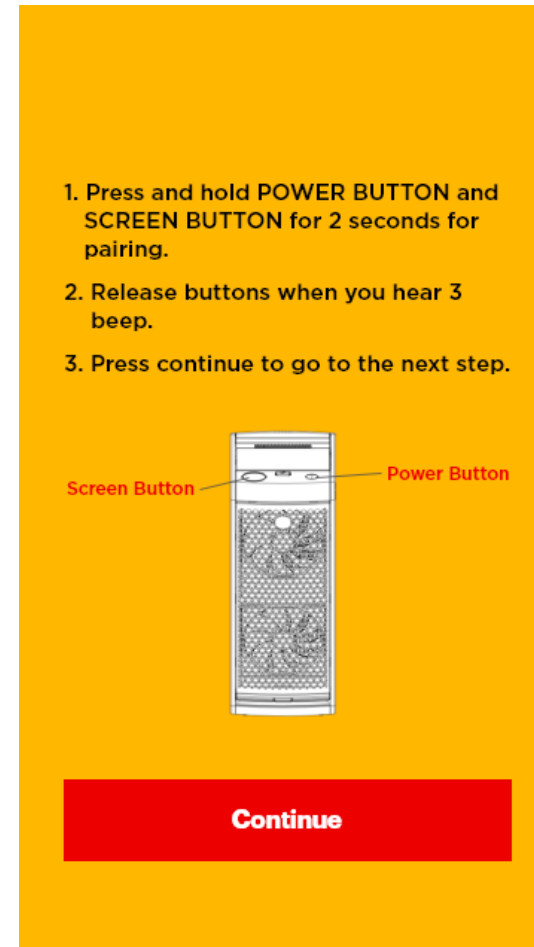 1. Press and hold POWER BUTTON and
SCREEN BUTTON for 2 seconds for
pairing.
2. Release buttons when you hear 3
beep.
3. Press continue to go to the next step.
Screen Button
Power Button
Continue